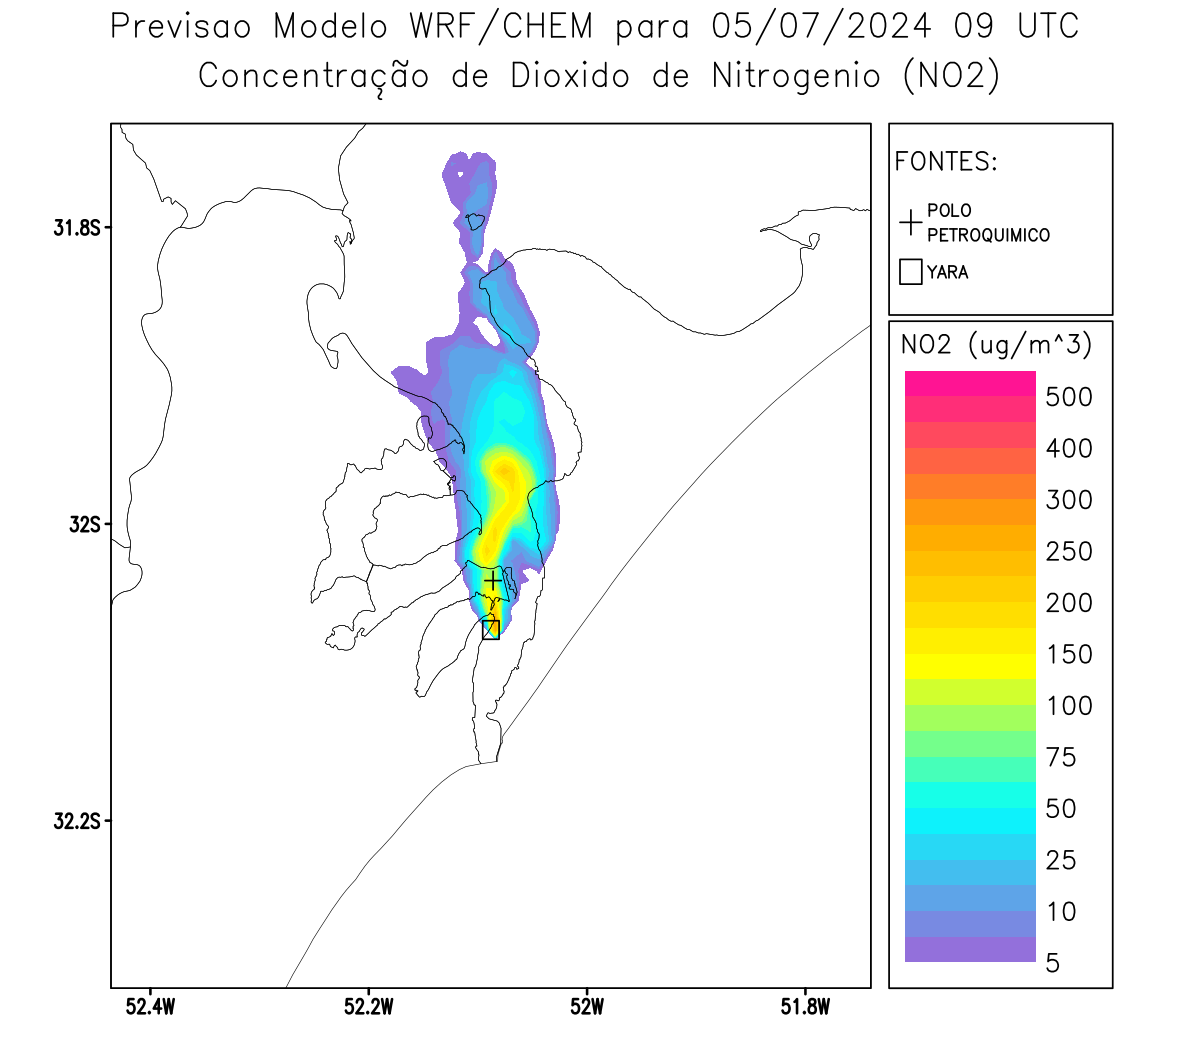 Previsao Modelo WRF/CHEM para 05/07/2024 09 UTC
Concentração de Dioxido de Nitrogenio (NO2)
FONTES:
POLO
PETROQUIMICO
YARA
NO2 (ug/m^3)
500
400
300
250
200
150
100
75
50
25
10
5
31.8S
32S
32.2S
52.4W
52.2W
52W
51.8W